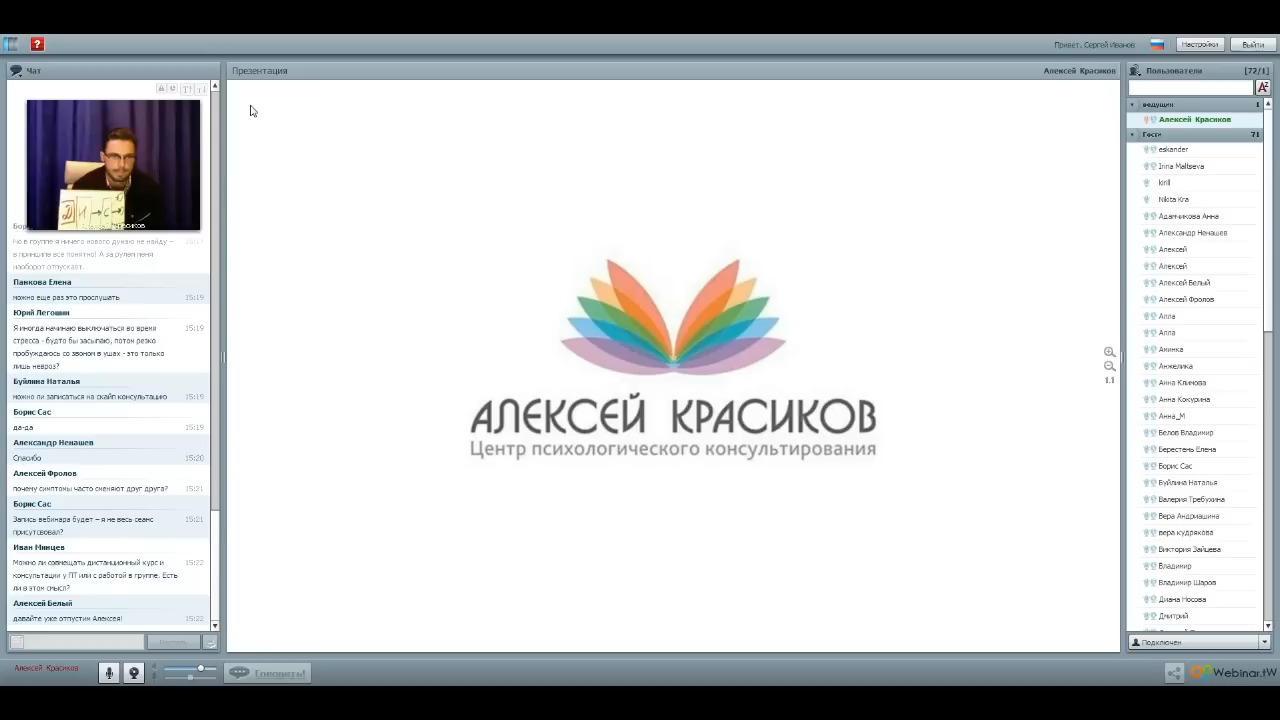 Привет, Сергей Иванов
Настройки
Выйти
Чат
Презентация
Алексей Красиков
Пользователи
[72/1]
но в группе я ничего нового думаю не найду –
в принципе все понятно! А за рулем меня
наоборот отпускает.
Панкова Елена
можно еще раз это прослушать 15:19
Юрий Легошин
Я иногда начинаю выключаться во время 15:19
стресса - будто бы засыпаю, потом резко
пробуждаюсь со звоном в ушах - это только
лишь невроз?
Буйлина Наталья
можно ли записаться на скайп консультацию 15:19
Борис Сас
да-да 15:19
Александр Ненашев
Спасибо 15:20
Алексей Фролов
почему симптомы часто сменяют друг друга? 15:21
Борис Сас
Запись вебинара будет – я не весь сеанс 15:21
присутсвовал?
Иван Минцев
Можно ли совмещать дистанционный курс и 15:22
консультации у ПТ или с работой в группе. Есть
ли в этом смысл?
Алексей Белый
давайте уже отпустим Алексея! 15:22
АЛЕКСЕЙ КРАСИКОВ
Центр психологического консультирования
1:1
ведущих 1
Алексей Красиков
Гости 71
eskander
Irina Maltseva
kirill
Nikita Kra
Адамчикова Анна
Александр Ненашев
Алексей
Алексей
Алексей Белый
Алексей Фролов
Алла
Алла
Аминка
Анжелика
Анна Климова
Анна Кокурина
Анна_М
Белов Владимир
Берестень Елена
Борис Сас
Буйлина Наталья
Валерия Требухина
Вера Андриашина
вера кудрякова
Виктория Зайцева
Владимир
Владимир Шаров
Диана Носова
Дмитрий
Подключен
Алексей Красиков
Говорить!
Webinar.tW